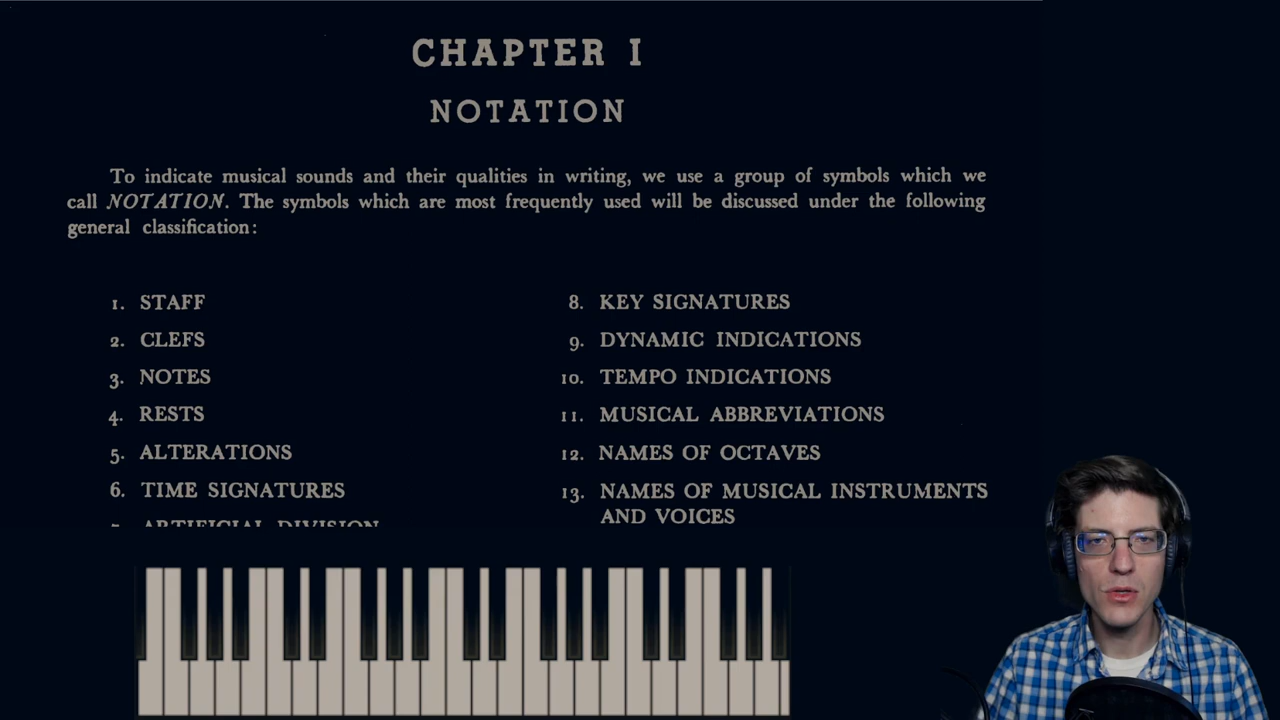 CHAPTER I
NOTATION
To indicate musical sounds and their qualities in writing, we use a group of symbols which we
call NOTATION. The symbols which are most frequently used will be discussed under the following
general classification:
1. STAFF
2. CLEFS
3. NOTES
4. RESTS
5. ALTERATIONS
6. TIME SIGNATURES
ARTIFICIAL DIVISION
8. KEY SIGNATURES
9. DYNAMIC INDICATIONS
10. TEMPO INDICATIONS
11. MUSICAL ABBREVIATIONS
12. NAMES OF OCTAVES
13. NAMES OF MUSICAL INSTRUMENTS
AND VOICES